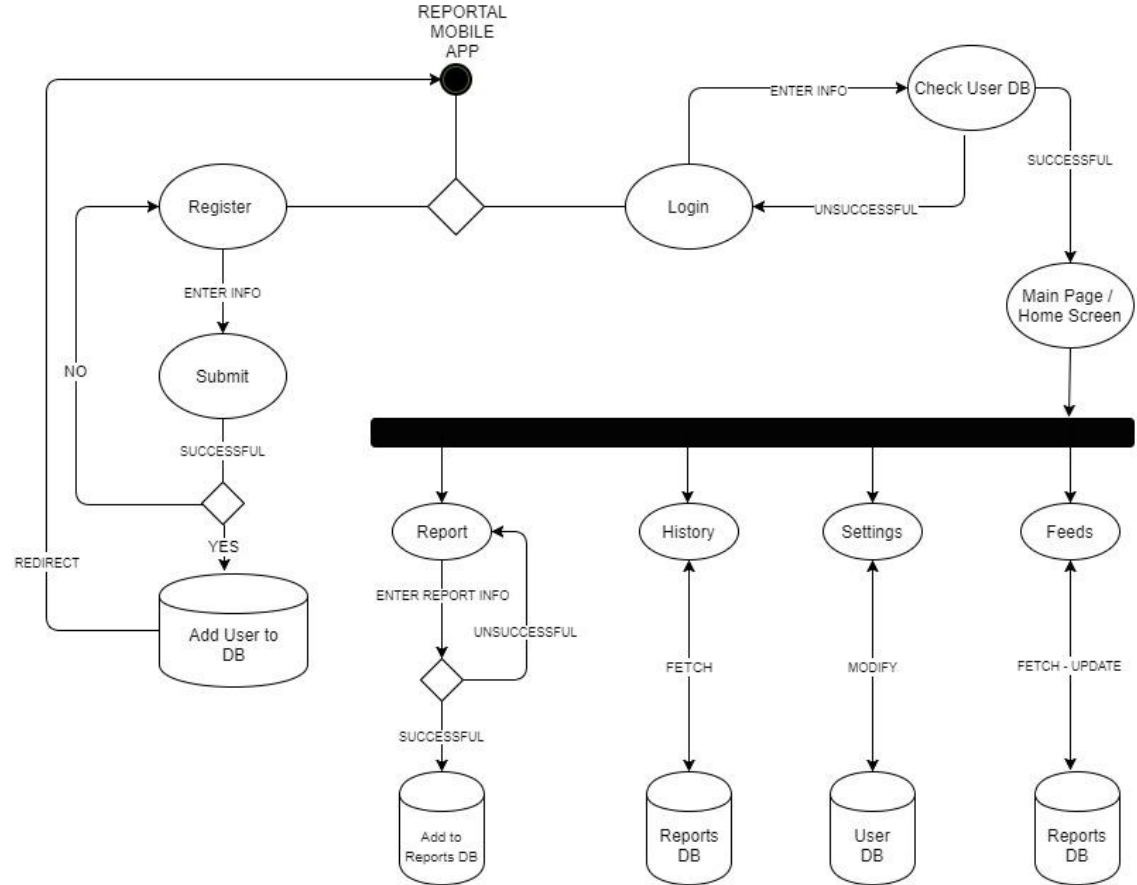 REPORTAL
MOBILE
APP
Check User DB
ENTER INFO
SUCCESSFUL
Register
Login
UNSUCCESSFUL
ENTER INFO
Main Page /
Home Screen
Submit
NO
SUCCESSFUL
Report
History
Settings
Feeds
YES
REDIRECT
ENTER REPORT INFO
UNSUCCESSFUL
Add User to
DB
FETCH
MODIFY
FETCH - UPDATE
SUCCESSFUL
Add to
Reports DB
Reports
DB
User
DB
Reports
DB